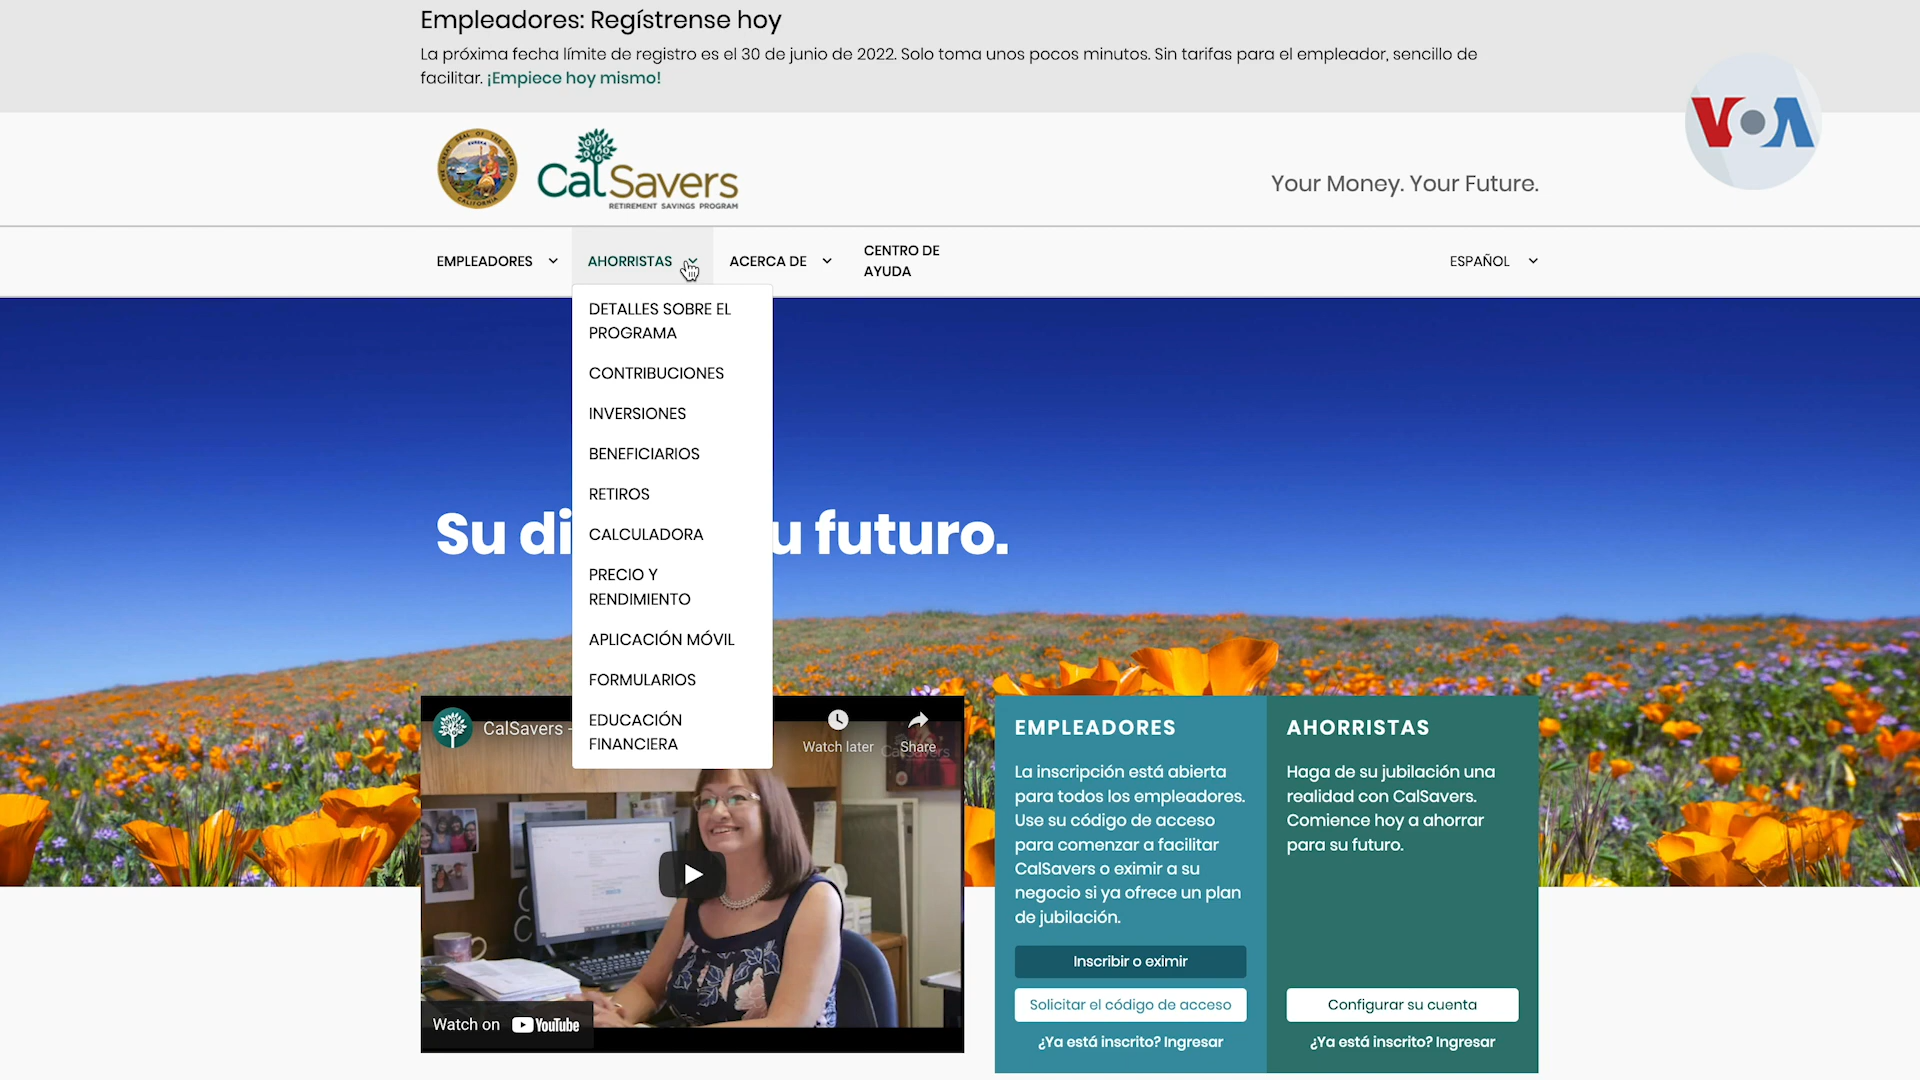 Empleadores: Regístrense hoy
La próxima fecha límite de registro es el 30 de junio de 2022. Solo toma unos pocos minutos. Sin tarifas para el empleador, sencillo de
facilitar. ¡Empiece hoy mismo!
VOA
CalSavers
RETIREMENT SAVINGS PROGRAM
Your Money. Your Future.
EMPLEADORES
AHORRISTAS
ACERCA DE
CENTRO DE
AYUDA
ESPAÑOL
DETALLES SOBRE EL
PROGRAMA
CONTRIBUCIONES
INVERSIONES
BENEFICIARIOS
RETIROS
CALCULADORA
PRECIO Y
RENDIMIENTO
APLICACIÓN MÓVIL
FORMULARIOS
EDUCACIÓN
FINANCIERA
Su di u futuro.
CalSavers -
Watch later
Share
Watch on YouTube
EMPLEADORES
La inscripción está abierta
para todos los empleadores.
Use su código de acceso
para comenzar a facilitar
CalSavers o eximir a su
negocio si ya ofrece un plan
de jubilación.
Inscribir o eximir
Solicitar el código de acceso
¿Ya está inscrito? Ingresar
AHORRISTAS
Haga de su jubilación una
realidad con CalSavers.
Comience hoy a ahorrar
para su futuro.
Configurar su cuenta
¿Ya está inscrito? Ingresar